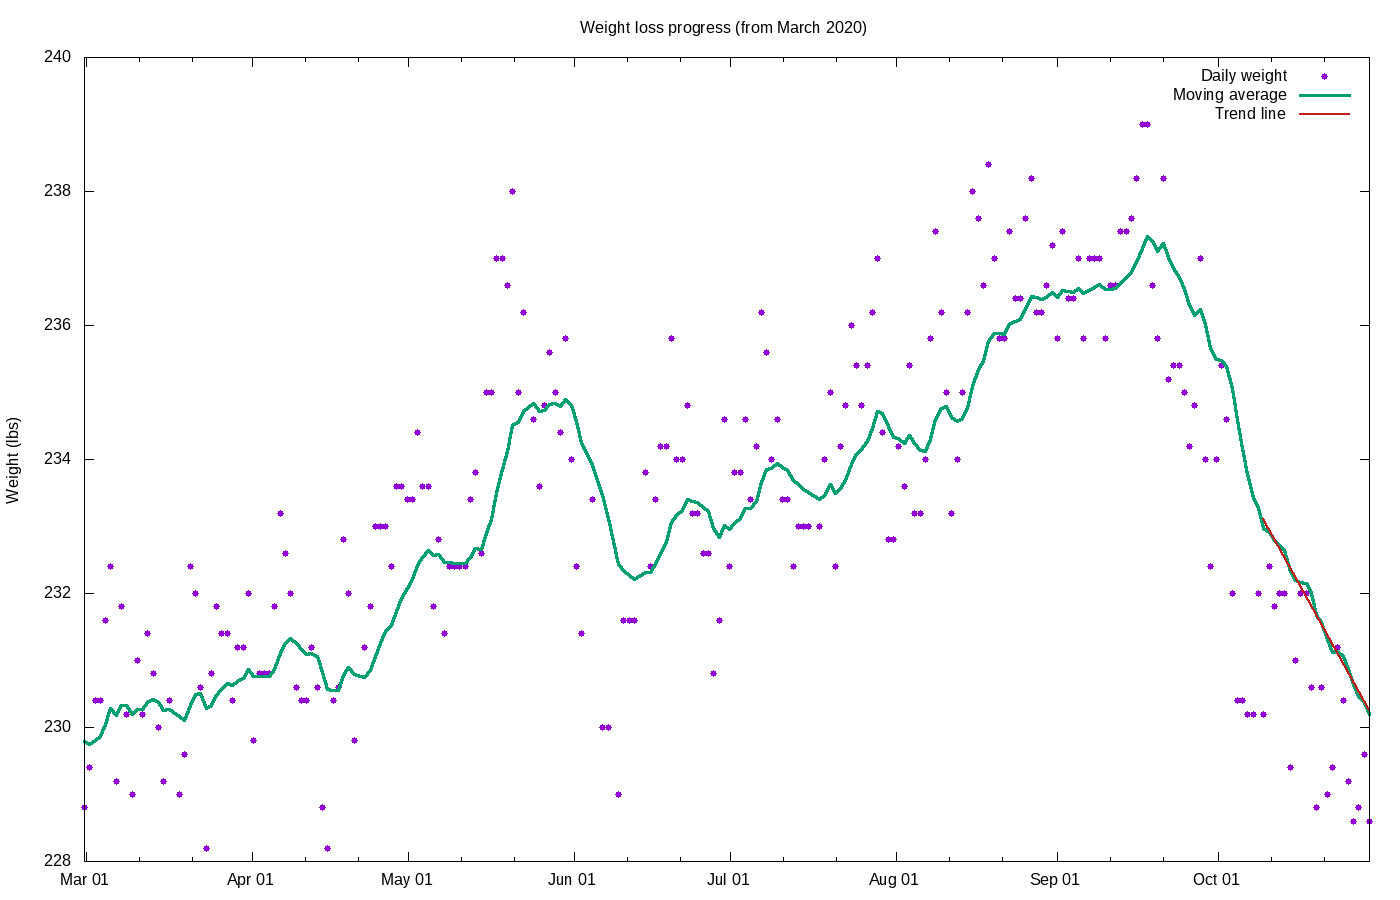 Weight loss progress (from March 2020)
Daily weight
Moving average
Trend line
Weight (lbs)
240
238
236
234
232
230
228
Mar 01 Apr 01 May 01 Jun 01 Jul 01 Aug 01 Sep 01 Oct 01